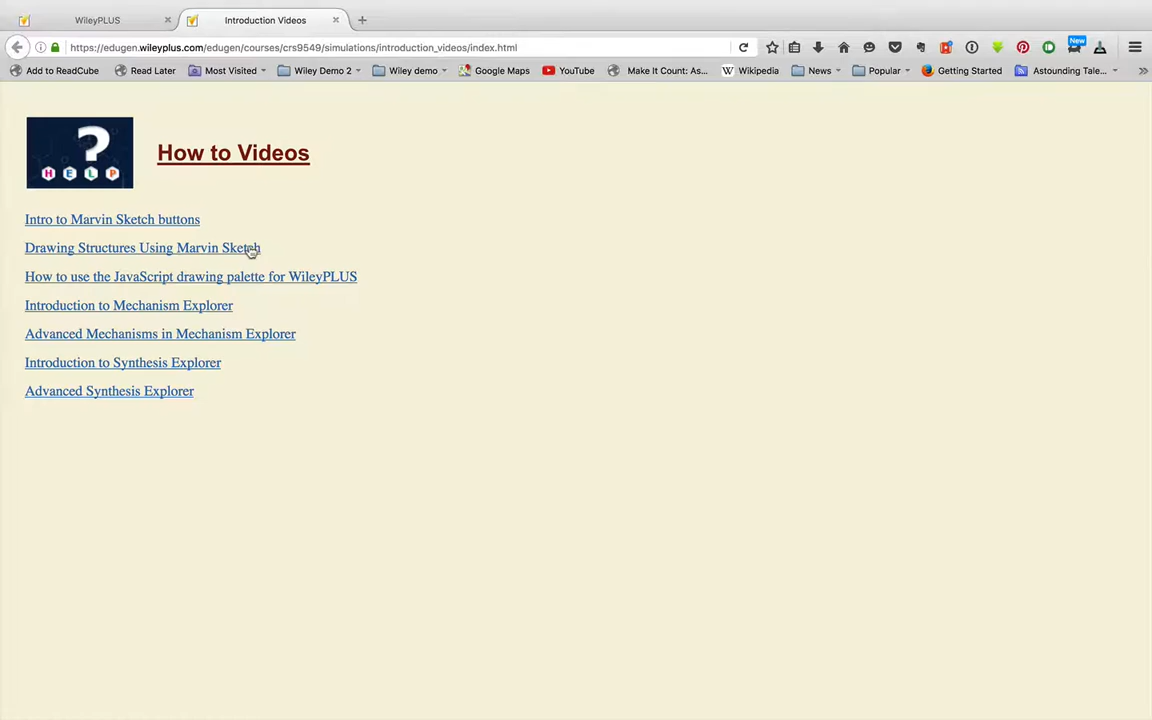 WileyPLUS
Introduction Videos
https://edugen.wileyplus.com/edugen/courses/crs9549/simulations/introduction_videos/index.html
New
Add to ReadCube
Read Later
Most Visited
Wiley Demo 2
Wiley demo
Google Maps
YouTube
Make It Count: As...
W Wikipedia
News
Popular
Getting Started
Astounding Tale...
?
HELP
How to Videos
Intro to Marvin Sketch buttons
Drawing Structures Using Marvin Sketch
How to use the JavaScript drawing palette for WileyPLUS
Introduction to Mechanism Explorer
Advanced Mechanisms in Mechanism Explorer
Introduction to Synthesis Explorer
Advanced Synthesis Explorer